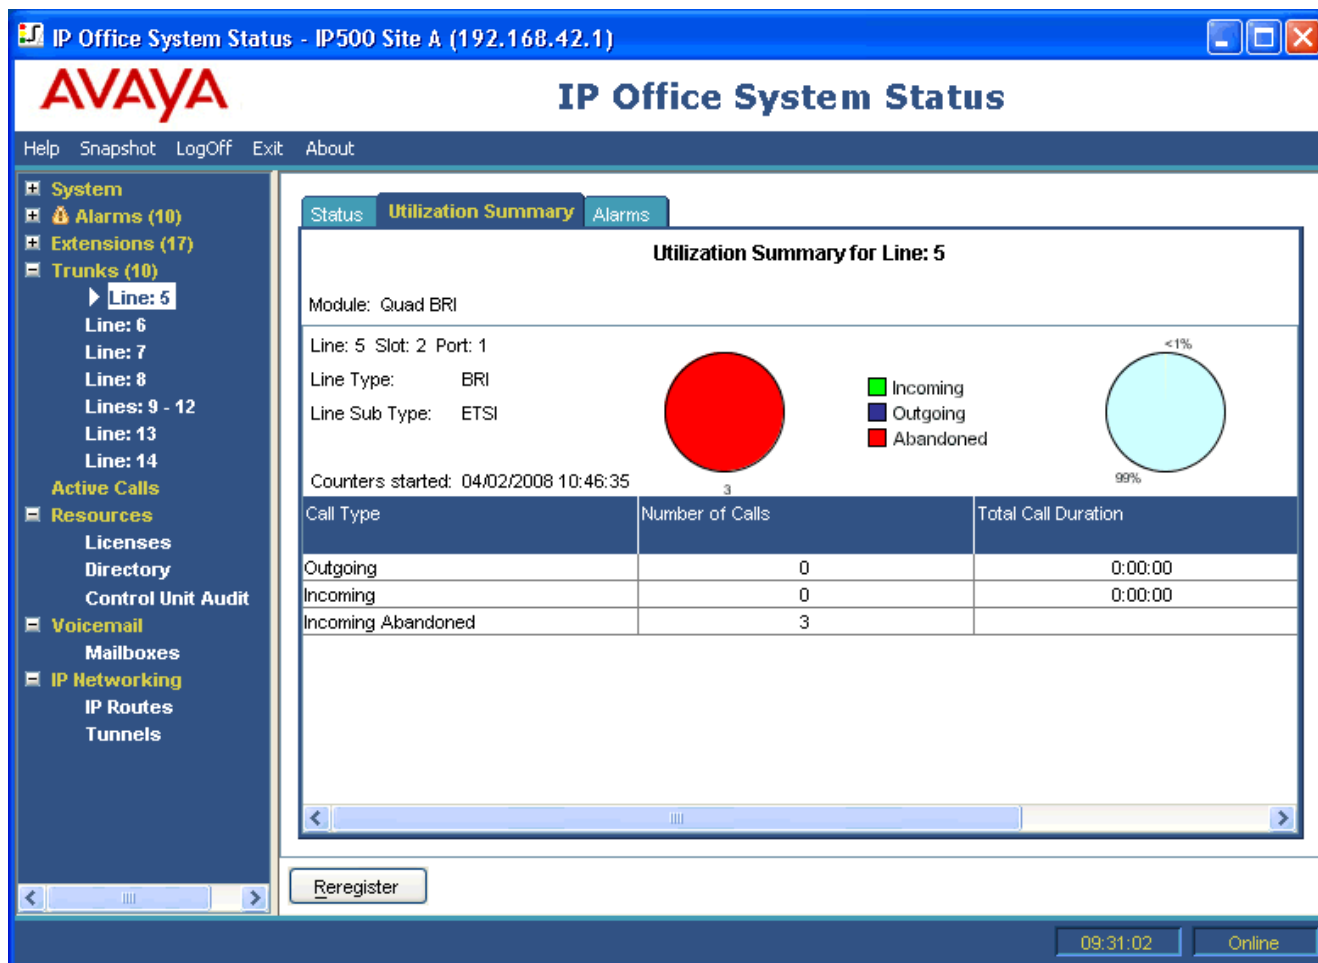 IP Office System Status - IP500 Site A (192.168.42.1)
AVAYA
IP Office System Status
Help Snapshot LogOff Exit About
System
Alarms (10)
Extensions (17)
Trunks (10)
Line: 5
Line: 6
Line: 7
Line: 8
Lines: 9 - 12
Line: 13
Line: 14
Active Calls
Resources
Licenses
Directory
Control Unit Audit
Voicemail
Mailboxes
IP Networking
IP Routes
Tunnels
Status Utilization Summary Alarms
Utilization Summary for Line: 5
Module: Quad BRI
Line: 5 Slot: 2 Port: 1
Line Type: BRI
Line Sub Type: ETSI
Counters started: 04/02/2008 10:46:35
3
Incoming
Outgoing
Abandoned
<1%
99%
Call Type Number of Calls Total Call Duration
Outgoing 0 0:00:00
Incoming 0 0:00:00
Incoming Abandoned 3
Reregister
09:31:02 Online